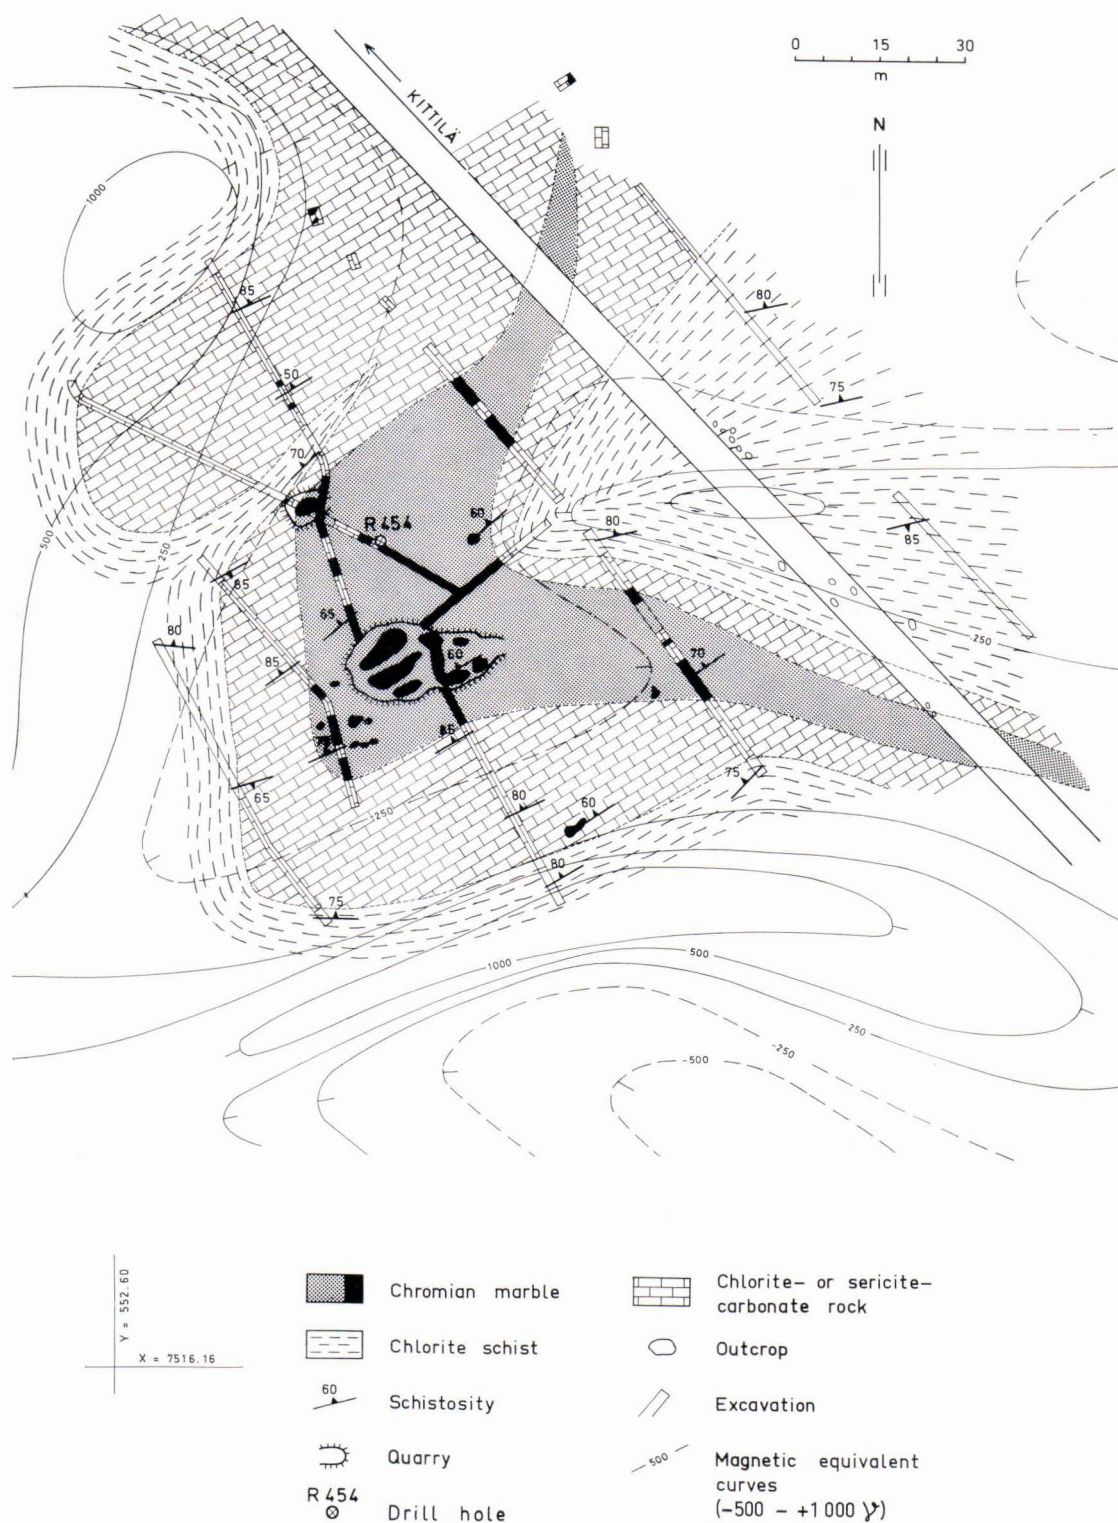 0 15 30
m
N
KITTILÄ
1000
85
80
50
75
70
500
250
R 454
60
80
85
85
65
80
85
60
70
250
75
85
65
80
60
75
-250
80
75
1000
500
250
-250
-500
Y = 552.60
X = 7516.16
Chromian marble
Chlorite- or sericite-
carbonate rock
Chlorite schist
Outcrop
60
Schistosity
Excavation
Quarry
500
Magnetic equivalent
curves
(-500 - +1000 γ)
R 454
Drill hole